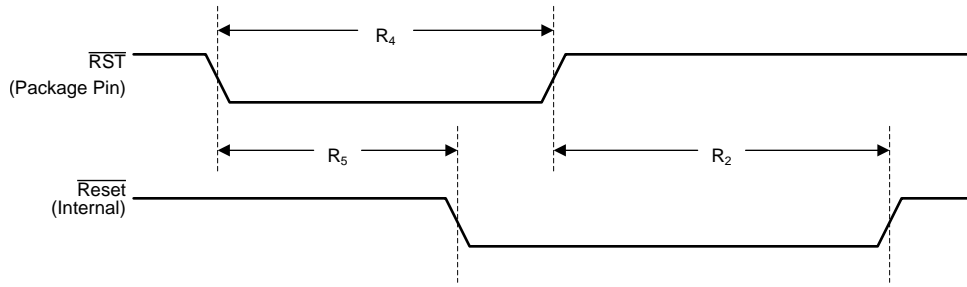 R₄
RST
(Package Pin)
R₅
R₂
Reset
(Internal)